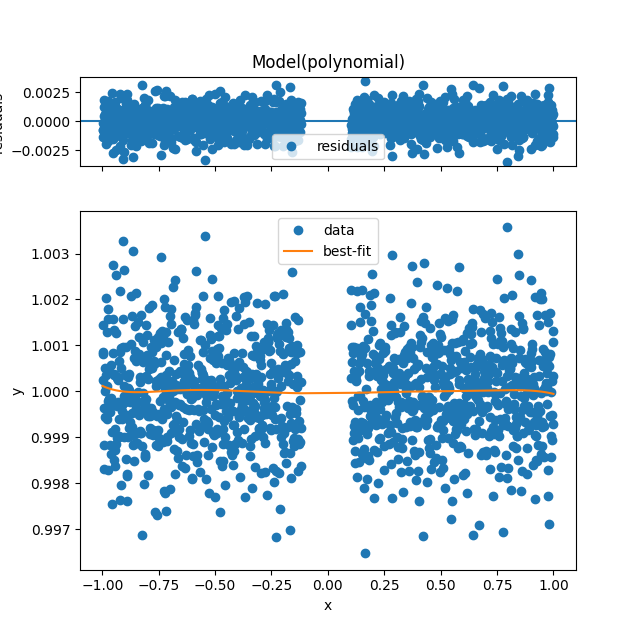 Model(polynomial)
0.0025
0.0000
−0.0025
residuals
residuals
data
best-fit
1.003
1.002
1.001
1.000
0.999
0.998
0.997
y
−1.00 −0.75 −0.50 −0.25 0.00 0.25 0.50 0.75 1.00
x